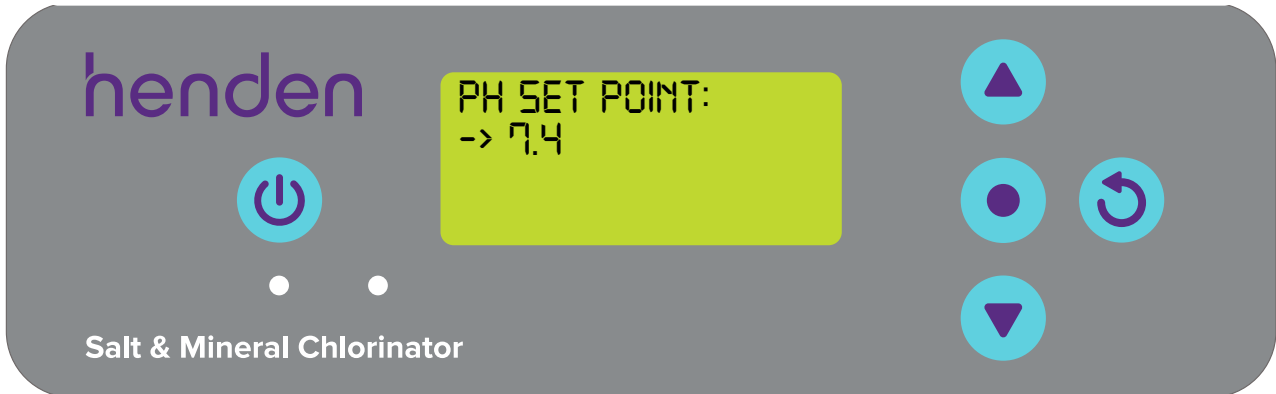 henden
PH SET POINT:
-> 7.4
Salt & Mineral Chlorinator